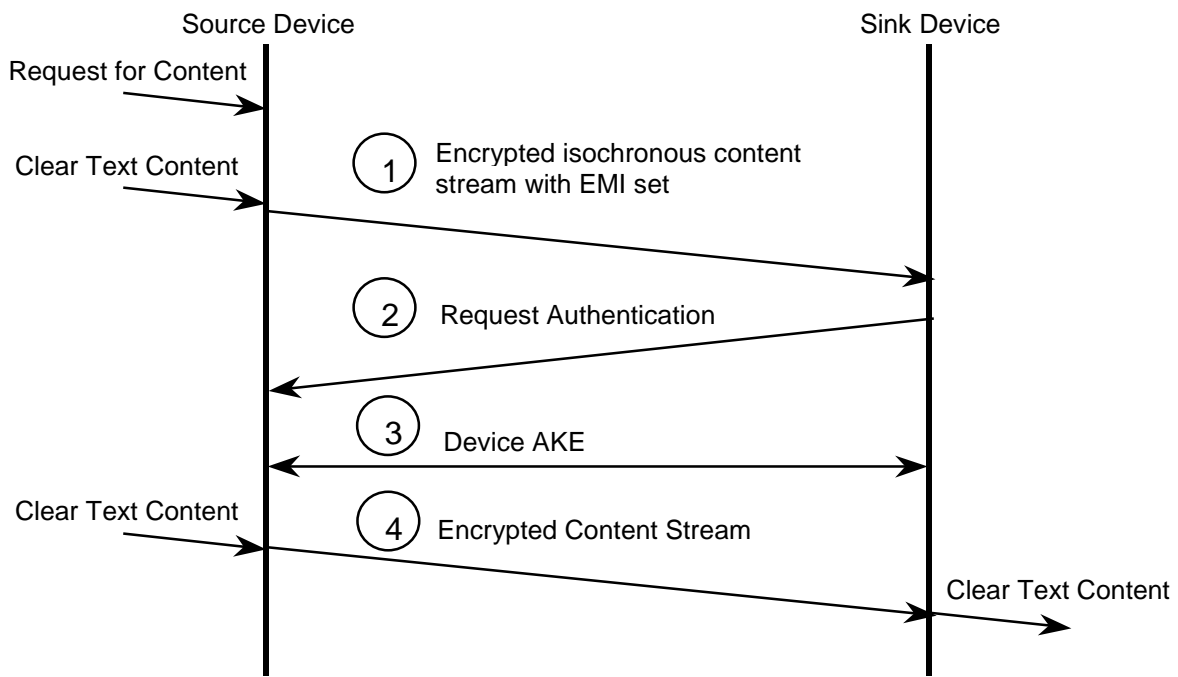 Source Device
Sink Device
Request for Content
Clear Text Content
1
Encrypted isochronous content
stream with EMI set
2
Request Authentication
3
Device AKE
Clear Text Content
4
Encrypted Content Stream
Clear Text Content